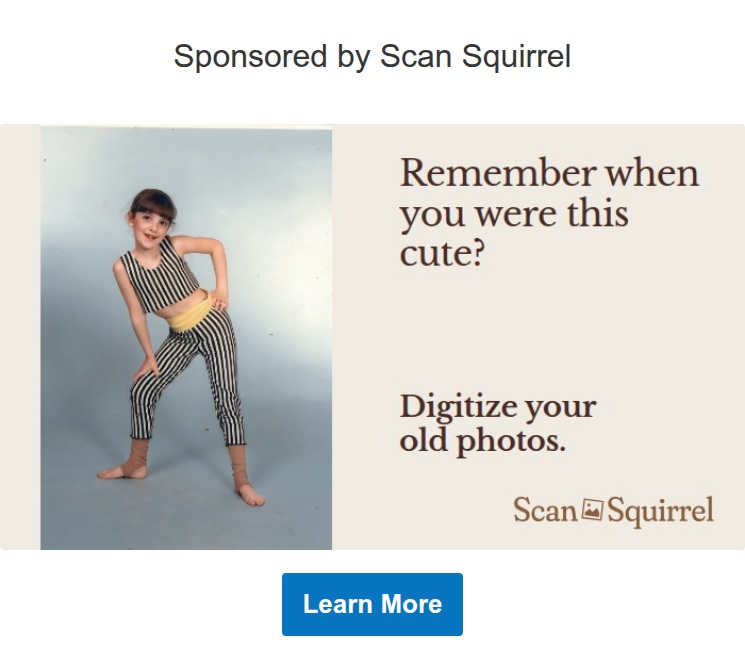 Sponsored by Scan Squirrel
Remember when
you were this
cute?
Digitize your
old photos.
Scan Squirrel
Learn More